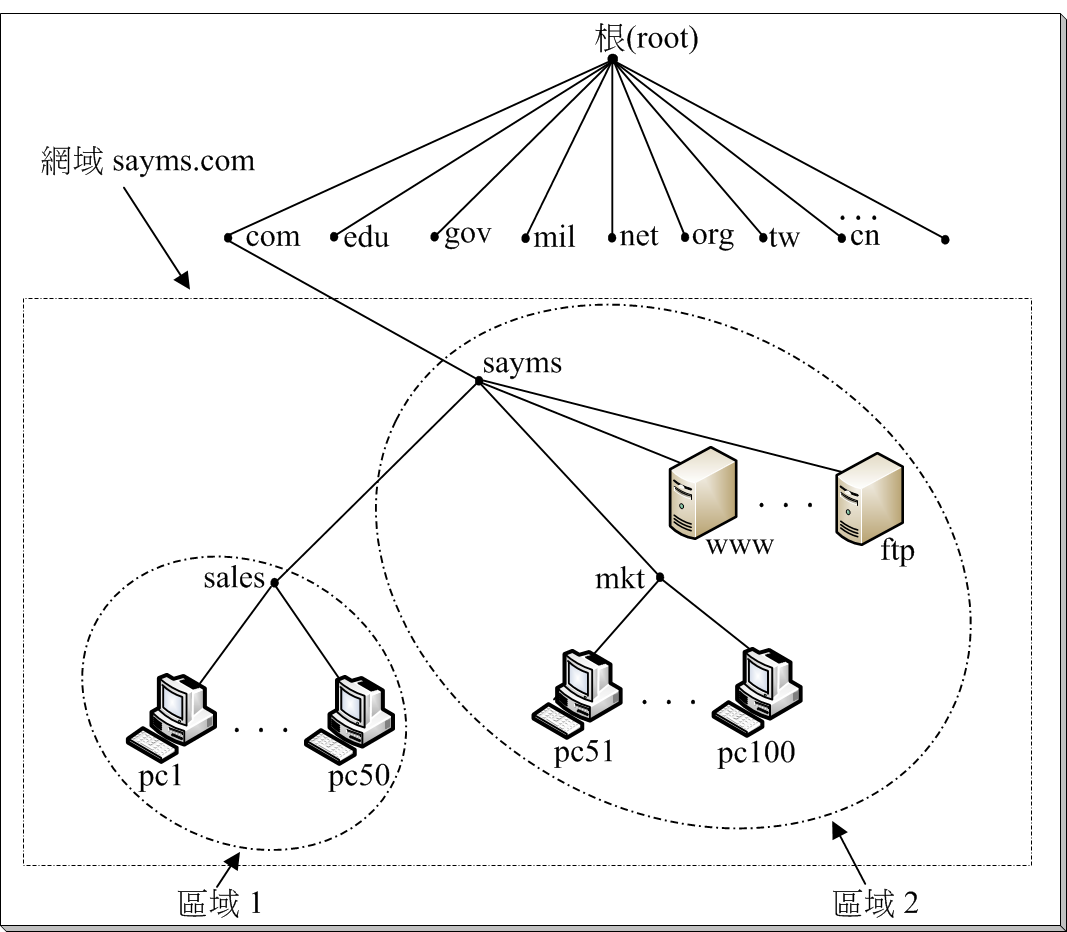 根(root)
網域 sayms.com
. . .
com
edu
gov
mil
net
org
tw
cn
sayms
. . .
www
ftp
sales
mkt
. . .
. . .
pc1
pc50
pc51
pc100
區域 1
區域 2